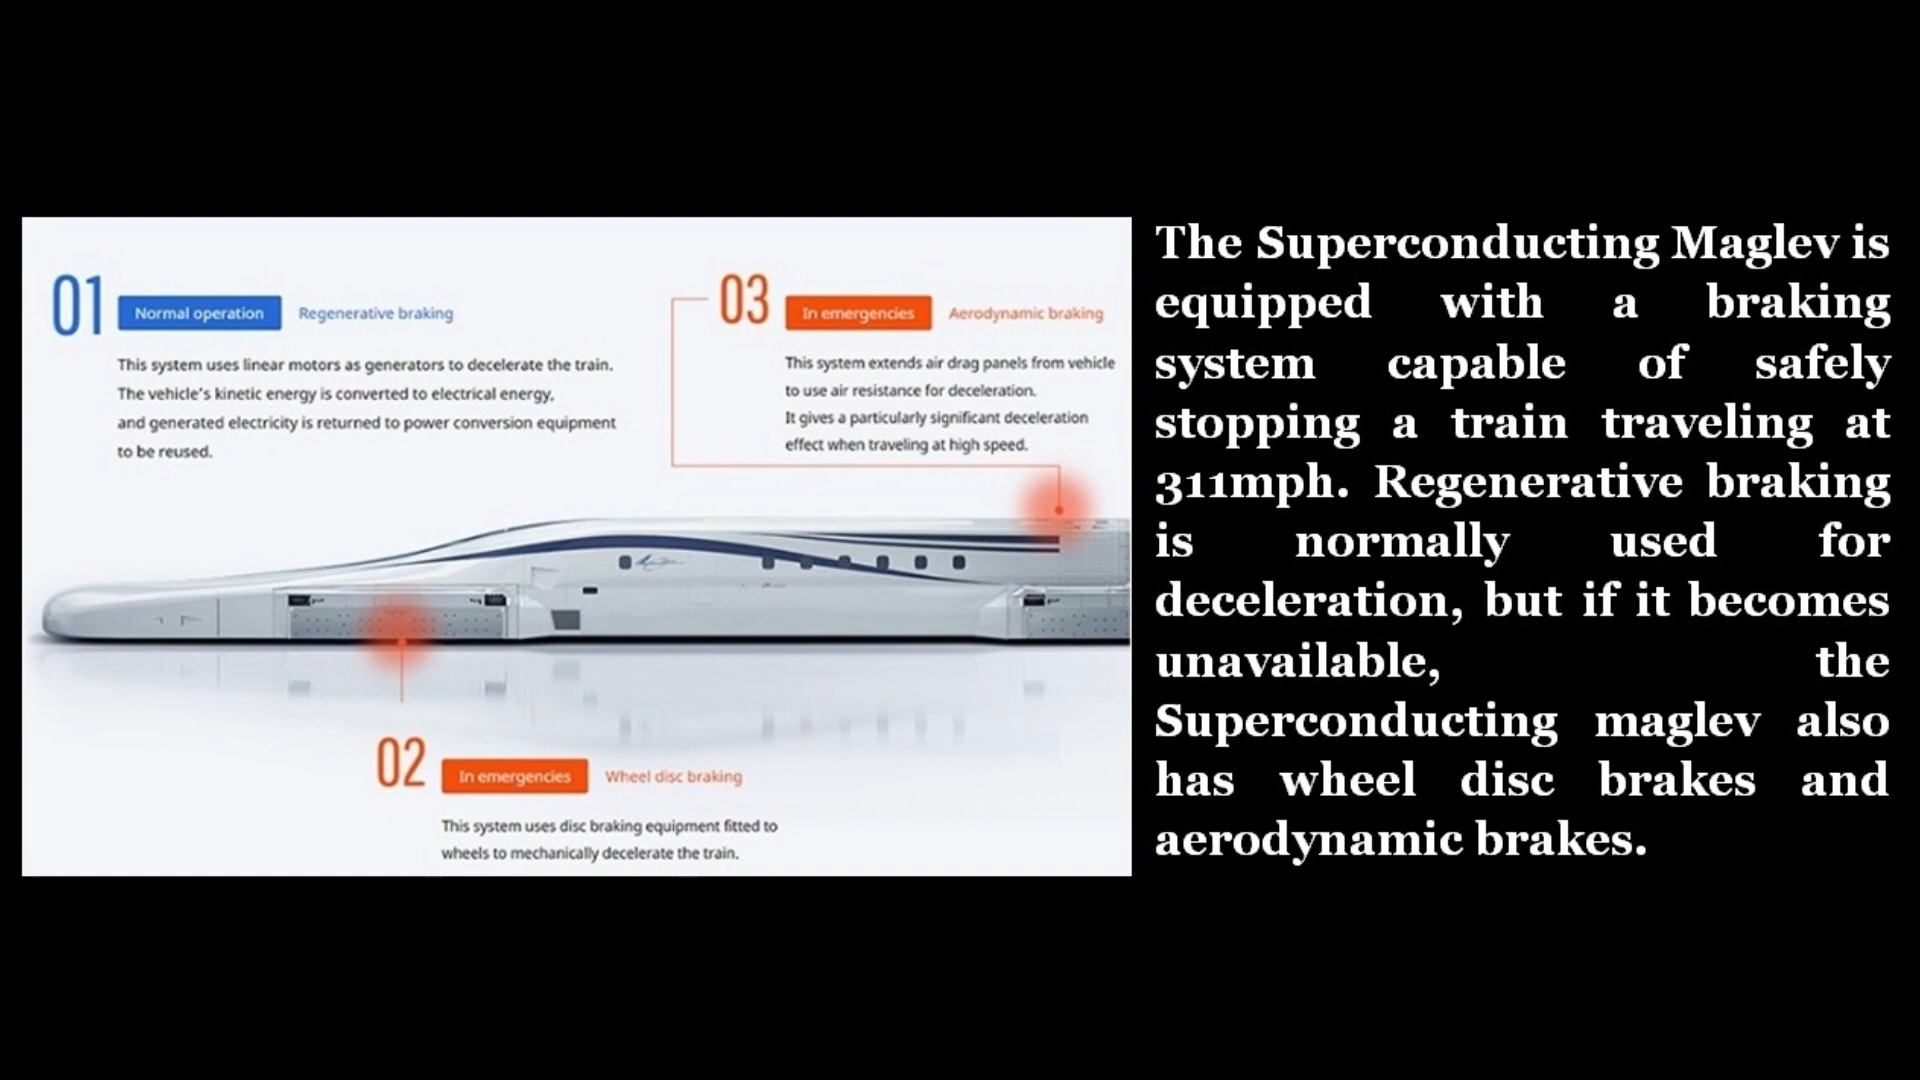 01 Normal operation Regenerative braking
This system uses linear motors as generators to decelerate the train.
The vehicle's kinetic energy is converted to electrical energy,
and generated electricity is returned to power conversion equipment
to be reused.
03 In emergencies Aerodynamic braking
This system extends air drag panels from vehicle
to use air resistance for deceleration.
It gives a particularly significant deceleration
effect when traveling at high speed.
02 In emergencies Wheel disc braking
This system uses disc braking equipment fitted to
wheels to mechanically decelerate the train.
The Superconducting Maglev is
equipped with a braking
system capable of safely
stopping a train traveling at
311mph. Regenerative braking
is normally used for
deceleration, but if it becomes
unavailable, the
Superconducting maglev also
has wheel disc brakes and
aerodynamic brakes.